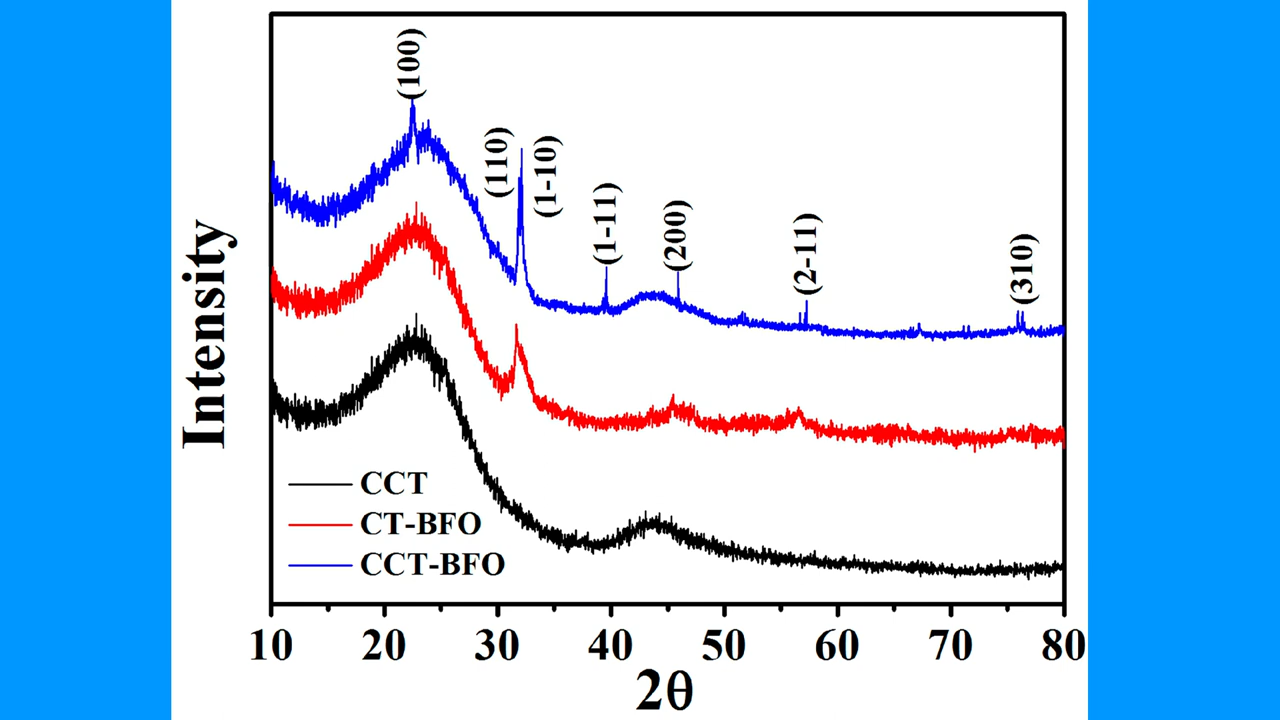 (100)
(110)
(1-10)
(1-11)
(200)
(2-11)
(310)
Intensity
CCT
CT-BFO
CCT-BFO
10 20 30 40 50 60 70 80
2θ